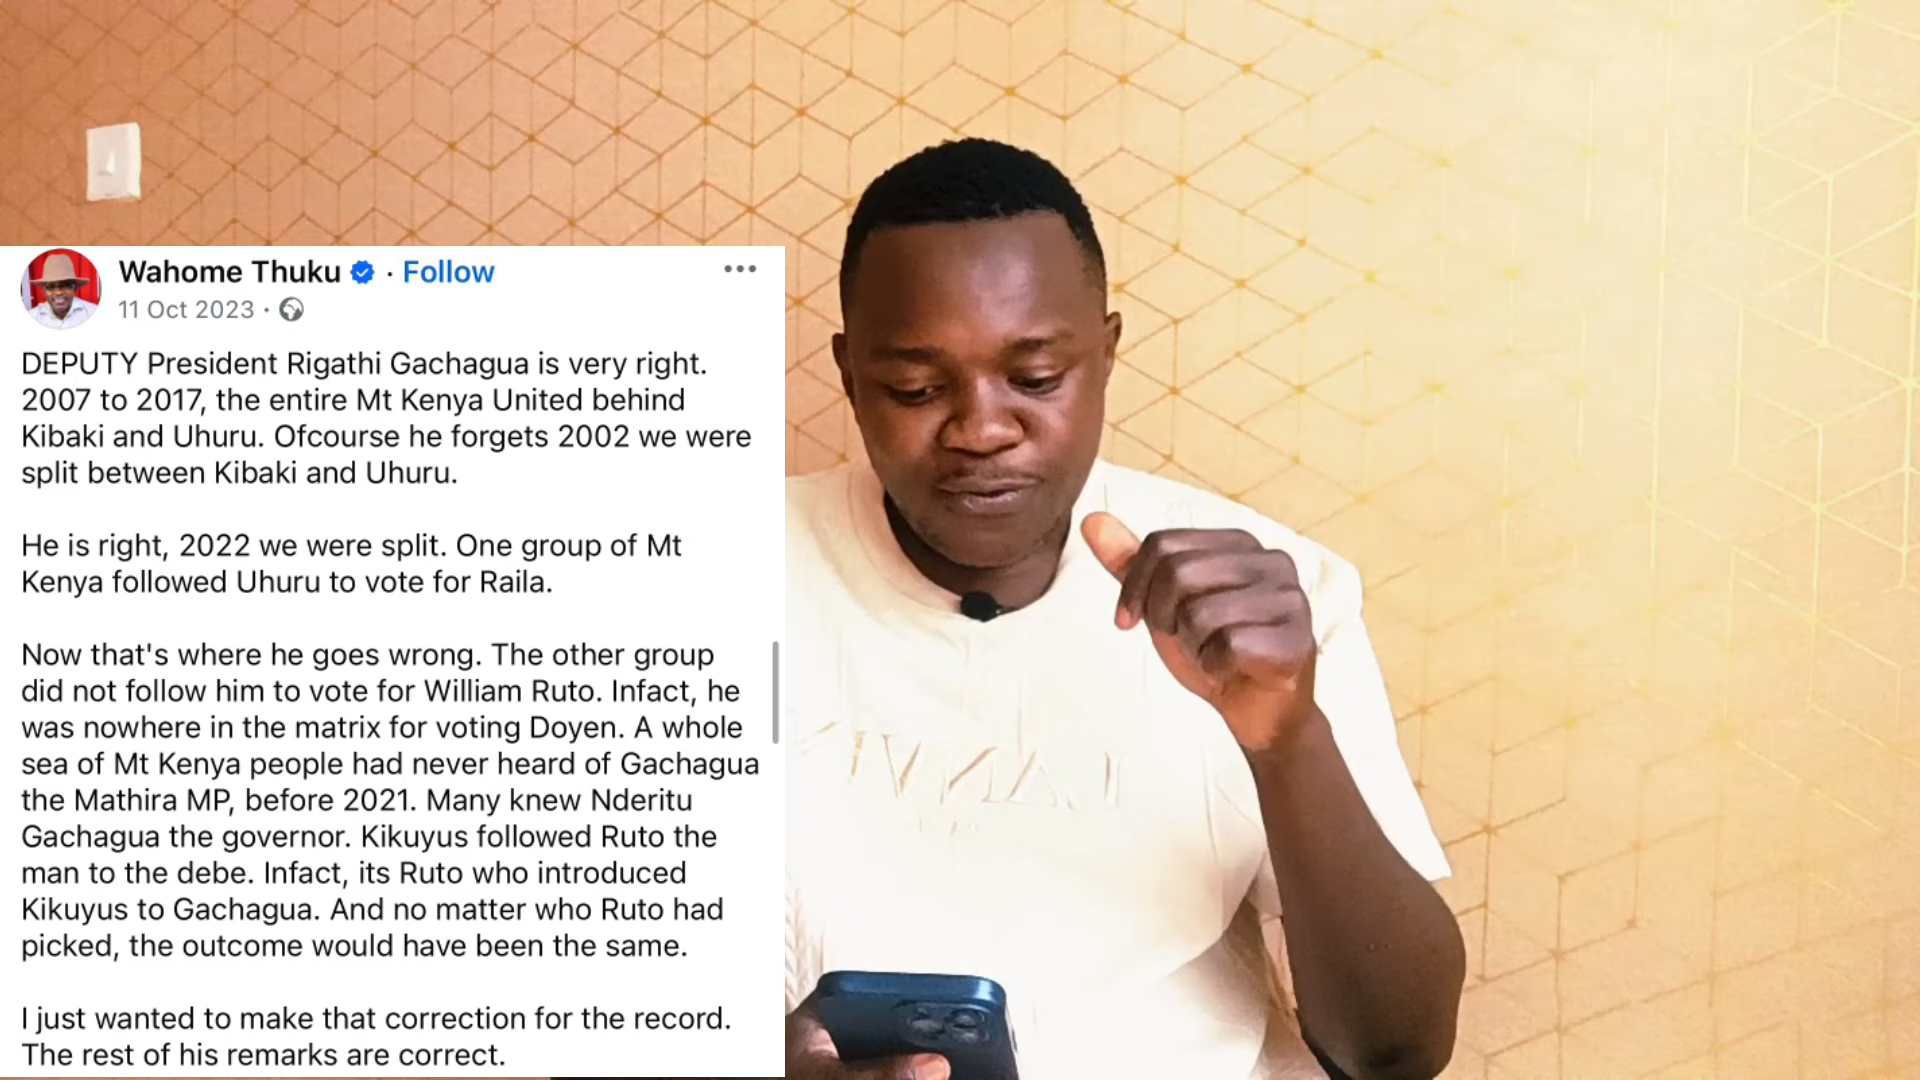 Wahome Thuku · Follow
11 Oct 2023 ·
DEPUTY President Rigathi Gachagua is very right.
2007 to 2017, the entire Mt Kenya United behind
Kibaki and Uhuru. Ofcourse he forgets 2002 we were
split between Kibaki and Uhuru.
He is right, 2022 we were split. One group of Mt
Kenya followed Uhuru to vote for Raila.
Now that's where he goes wrong. The other group
did not follow him to vote for William Ruto. Infact, he
was nowhere in the matrix for voting Doyen. A whole
sea of Mt Kenya people had never heard of Gachagua
the Mathira MP, before 2021. Many knew Nderitu
Gachagua the governor. Kikuyus followed Ruto the
man to the debe. Infact, its Ruto who introduced
Kikuyus to Gachagua. And no matter who Ruto had
picked, the outcome would have been the same.
I just wanted to make that correction for the record.
The rest of his remarks are correct.